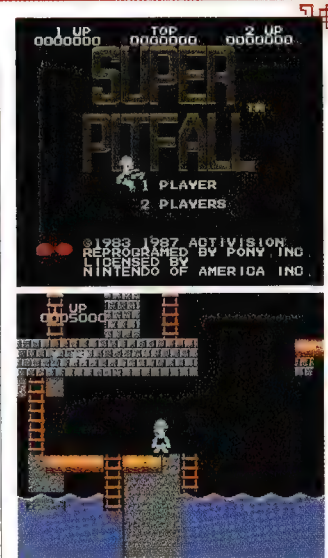 1 UP TOP 2 UP
0000000 0000000 0000000
SUPER
PITFALL
1 PLAYER
2 PLAYERS
©1983 1987 ACTIVISION
REPROGRAMED BY PONY INC
LICENSED BY
NINTENDO OF AMERICA INC
1 UP
0005000